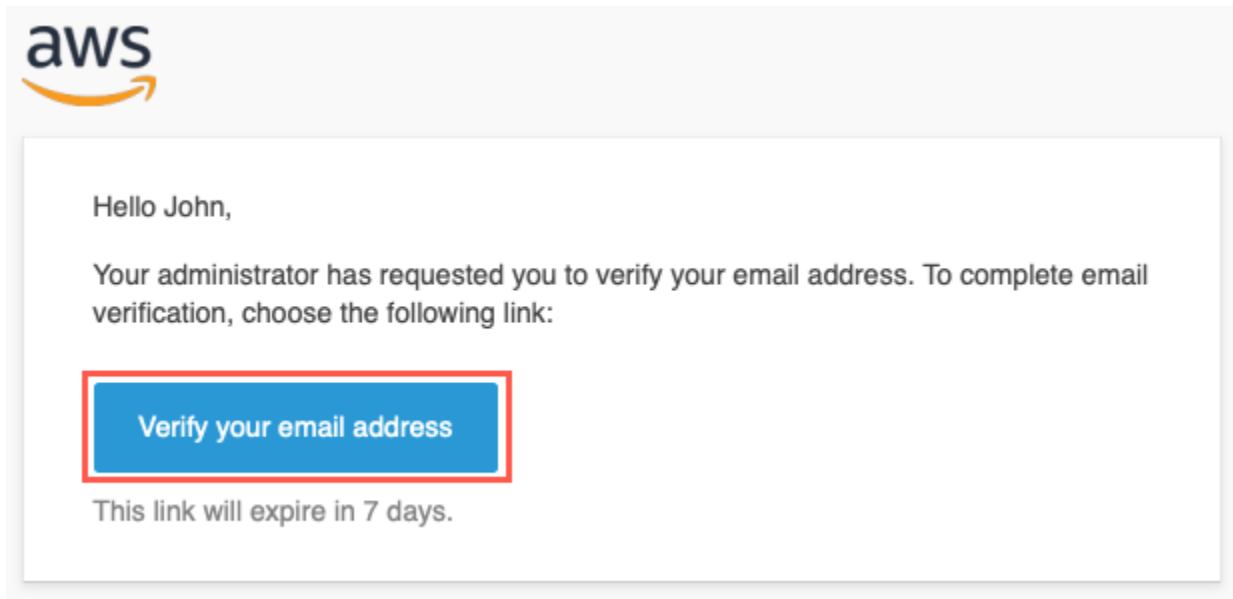 aws
Hello John,
Your administrator has requested you to verify your email address. To complete email
verification, choose the following link:
Verify your email address
This link will expire in 7 days.